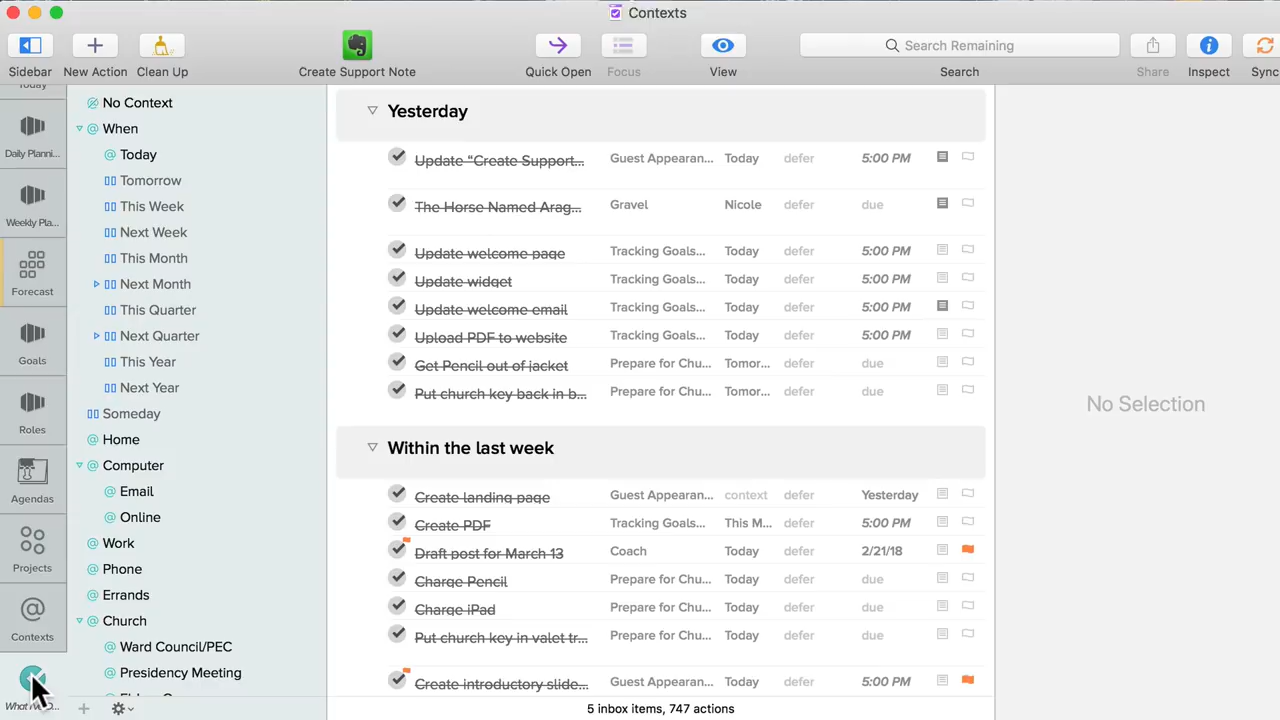 Contexts
Sidebar
New Action
Clean Up
Create Support Note
Quick Open
Focus
View
Search Remaining
Search
Share
Inspect
Sync
Today
Daily Planni...
Weekly Pla...
Forecast
Goals
Roles
Agendas
Projects
@
Contexts
No Context
@ When
@ Today
Tomorrow
This Week
Next Week
This Month
Next Month
This Quarter
Next Quarter
This Year
Next Year
Someday
@ Home
@ Computer
@ Email
@ Online
@ Work
@ Phone
@ Errands
@ Church
@ Ward Council/PEC
@ Presidency Meeting
Yesterday
Update "Create Support... Guest Appearan... Today defer 5:00 PM
The Horse Named Arag... Gravel Nicole defer due
Update welcome page Tracking Goals... Today defer 5:00 PM
Update widget Tracking Goals... Today defer 5:00 PM
Update welcome email Tracking Goals... Today defer 5:00 PM
Upload PDF to website Tracking Goals... Today defer 5:00 PM
Get Pencil out of jacket Prepare for Chu... Tomor... defer due
Put church key back in b... Prepare for Chu... Tomor... defer due
Within the last week
Create landing page Guest Appearan... context defer Yesterday
Create PDF Tracking Goals... This M... defer 5:00 PM
Draft post for March 13 Coach Today defer 2/21/18
Charge Pencil Prepare for Chu... Today defer due
Charge iPad Prepare for Chu... Today defer due
Put church key in valet tr... Prepare for Chu... Today defer due
Create introductory slide... Guest Appearan... Today defer 5:00 PM
5 inbox items, 747 actions
No Selection